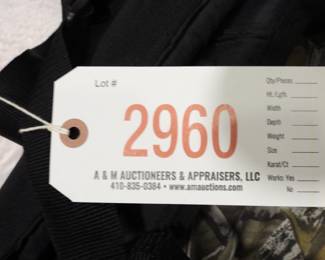 Lot #
2960
A & M AUCTIONEERS & APPRAISERS, LLC
410-835-0384 • www.amauctions.com
Qty/Pieces
Ht./Lgth.
Width
Depth
Weight
Size
Karat/Ct
Works: Yes
No